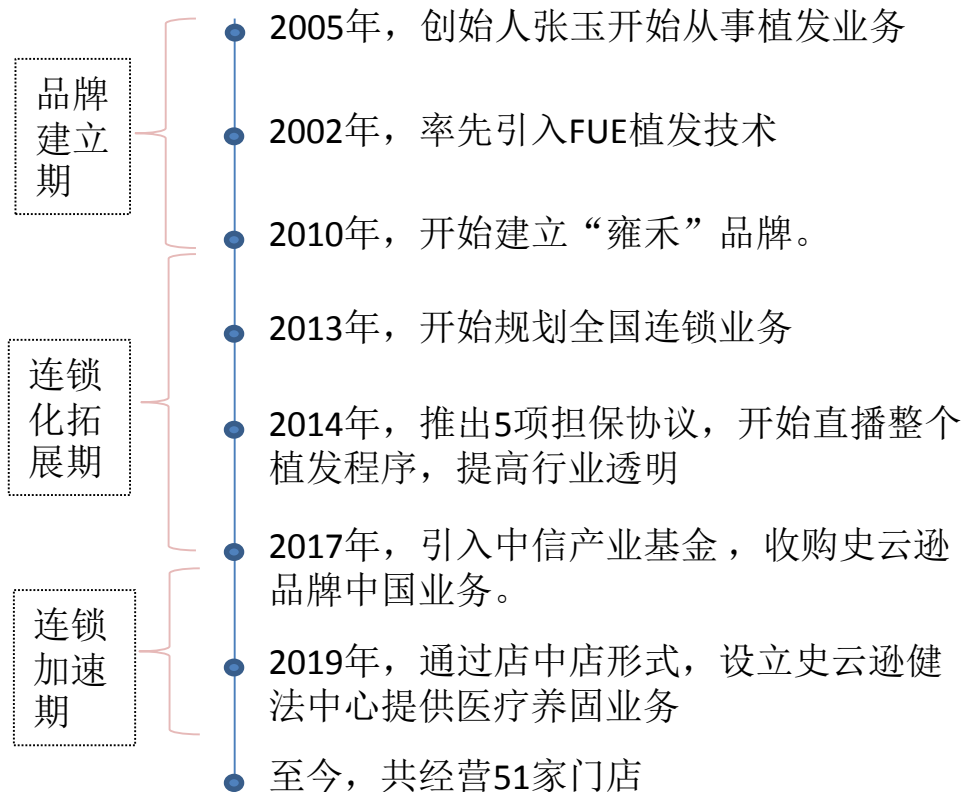 2005年，创始人张玉开始从事植发业务
品牌
建立
期
2002年，率先引入FUE植发技术
2010年，开始建立“雍禾”品牌。
2013年，开始规划全国连锁业务
连锁
化拓
展期
2014年，推出5项担保协议，开始直播整个
植发程序，提高行业透明
2017年，引入中信产业基金，收购史云逊
品牌中国业务。
连锁
加速
期
2019年，通过店中店形式，设立史云逊健
法中心提供医疗养固业务
至今，共经营51家门店